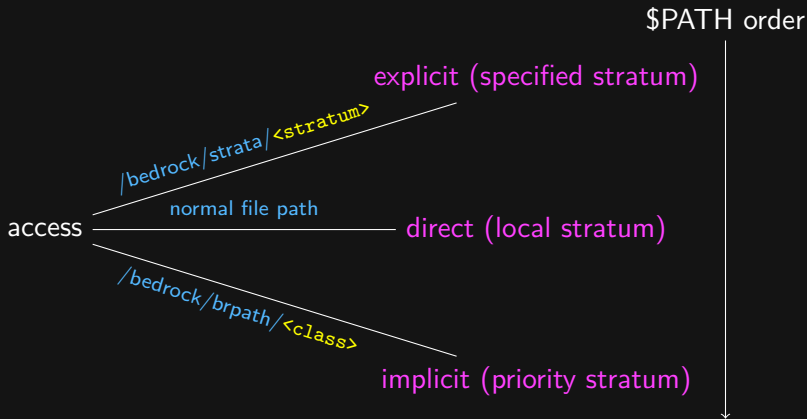 $PATH order
explicit (specified stratum)
/bedrock/strata/<stratum>
normal file path
access
direct (local stratum)
/bedrock/brpath/<class>
implicit (priority stratum)